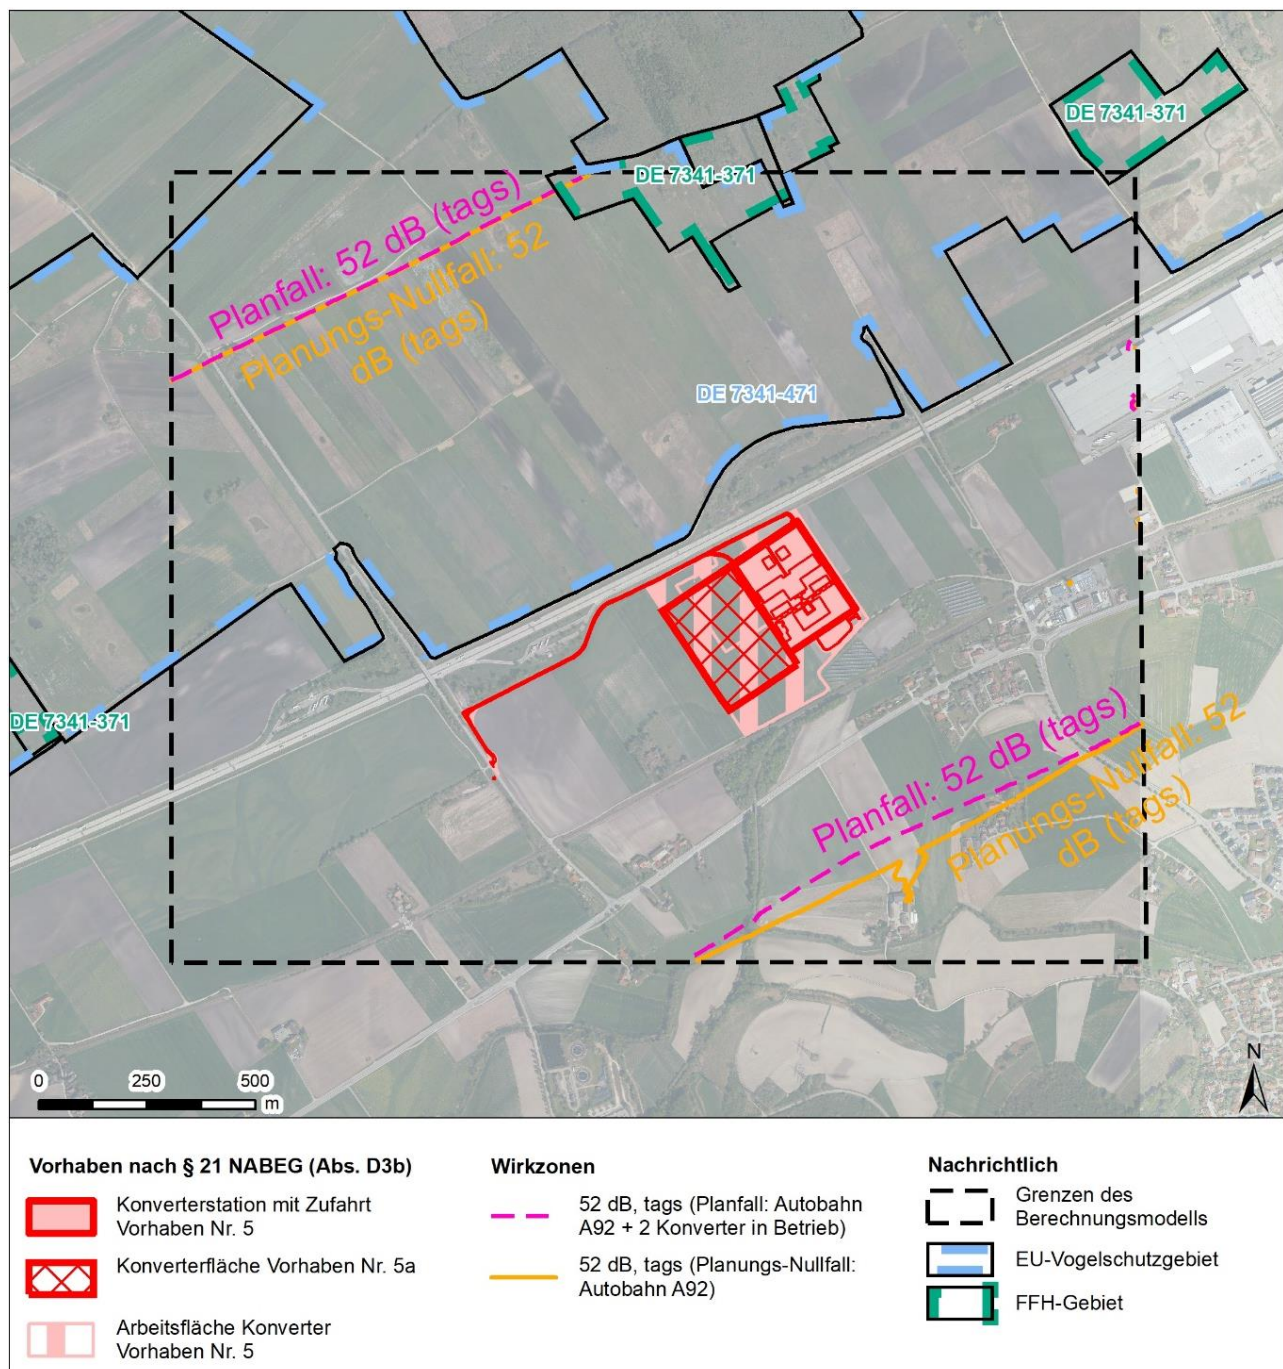 DE 7341-371
DE 7341-371
Planfall: 52 dB (tags)
Planungs-Nullfall: 52
dB (tags)
DE 7341-471
DE 7341-371
Planfall: 52 dB (tags)
Planungs-Nullfall: 52
dB (tags)
N
0 250 500
m
Vorhaben nach § 21 NABEG (Abs. D3b)
Konverterstation mit Zufahrt
Vorhaben Nr. 5
Konverterfläche Vorhaben Nr. 5a
Arbeitsfläche Konverter
Vorhaben Nr. 5
Wirkzonen
52 dB, tags (Planfall: Autobahn
A92 + 2 Konverter in Betrieb)
52 dB, tags (Planungs-Nullfall:
Autobahn A92)
Nachrichtlich
Grenzen des
Berechnungsmodells
EU-Vogelschutzgebiet
FFH-Gebiet